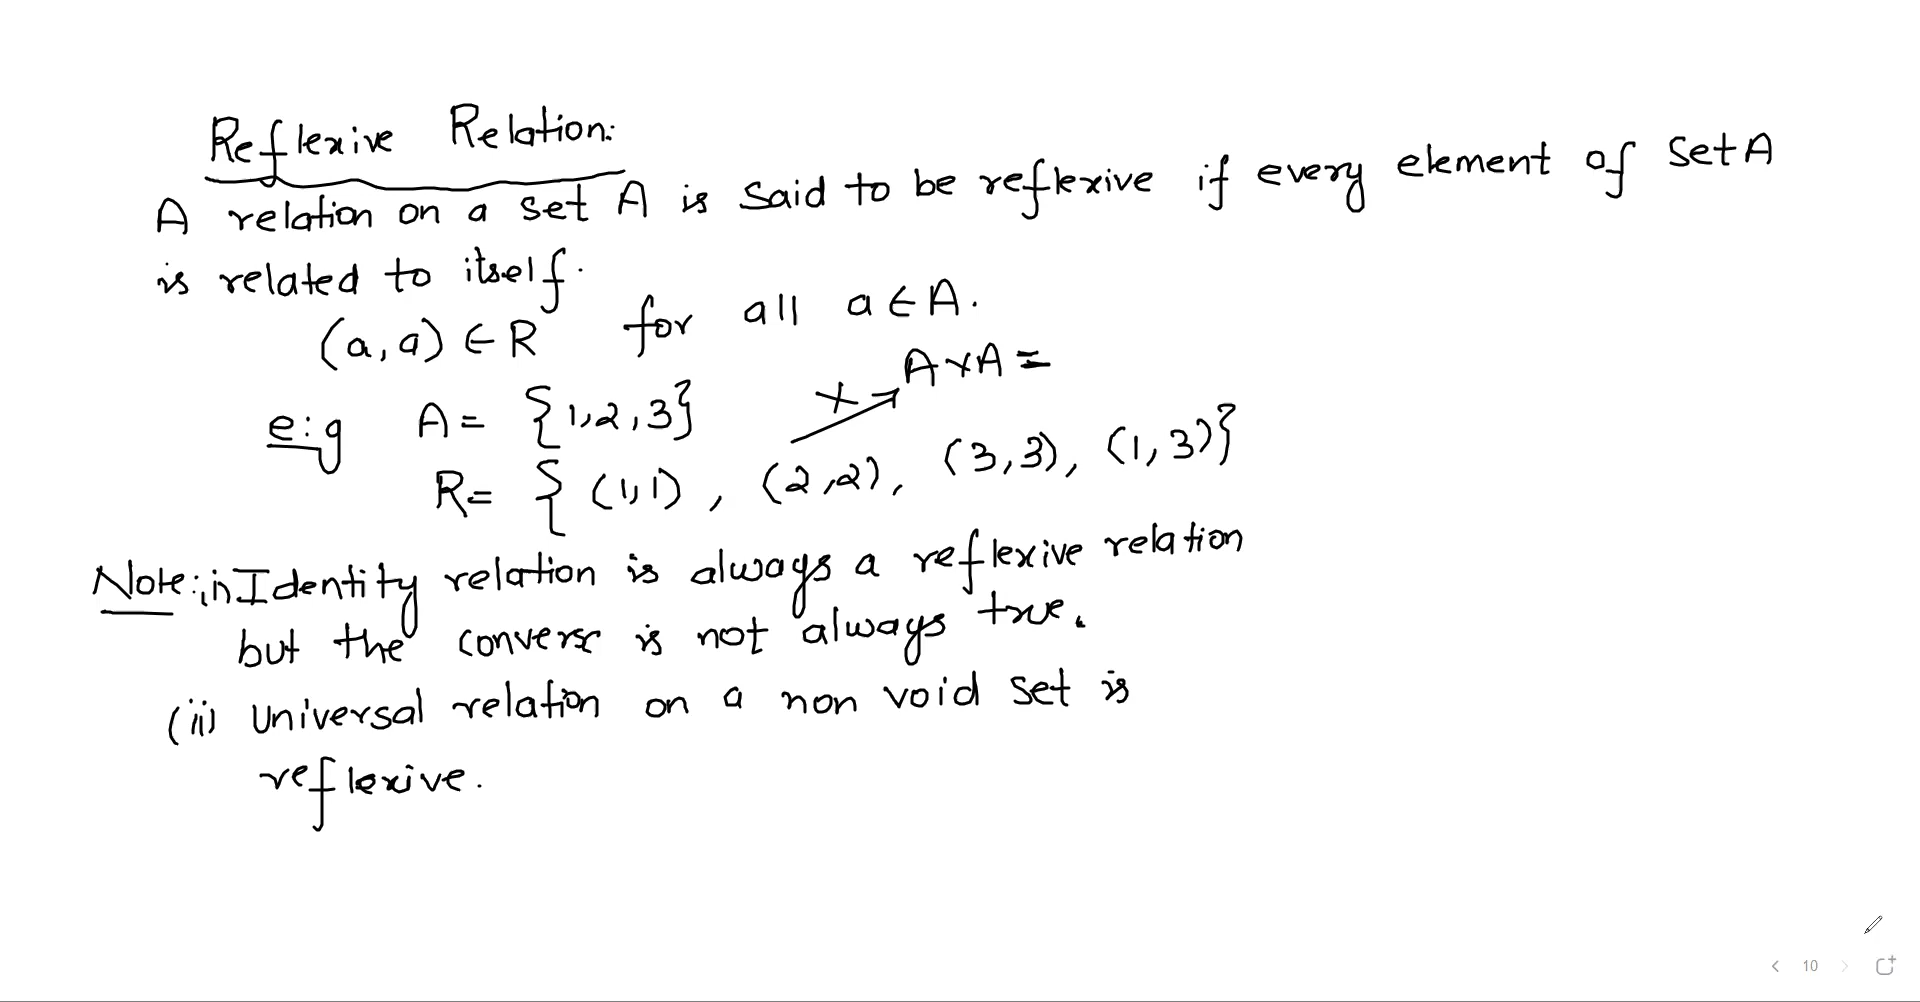 Reflexive Relation:
A relation on a set A is said to be reflexive if every element of set A
is related to itself.
(a, a) ∈ R for all a ∈ A.
A×A =
e:g A = {1,2,3}
R = { (1,1), (2,2), (3,3), (1,3)}
Note: (i) Identity relation is always a reflexive relation
but the converse is not always true.
(ii) Universal relation on a non void set is
reflexive.
10